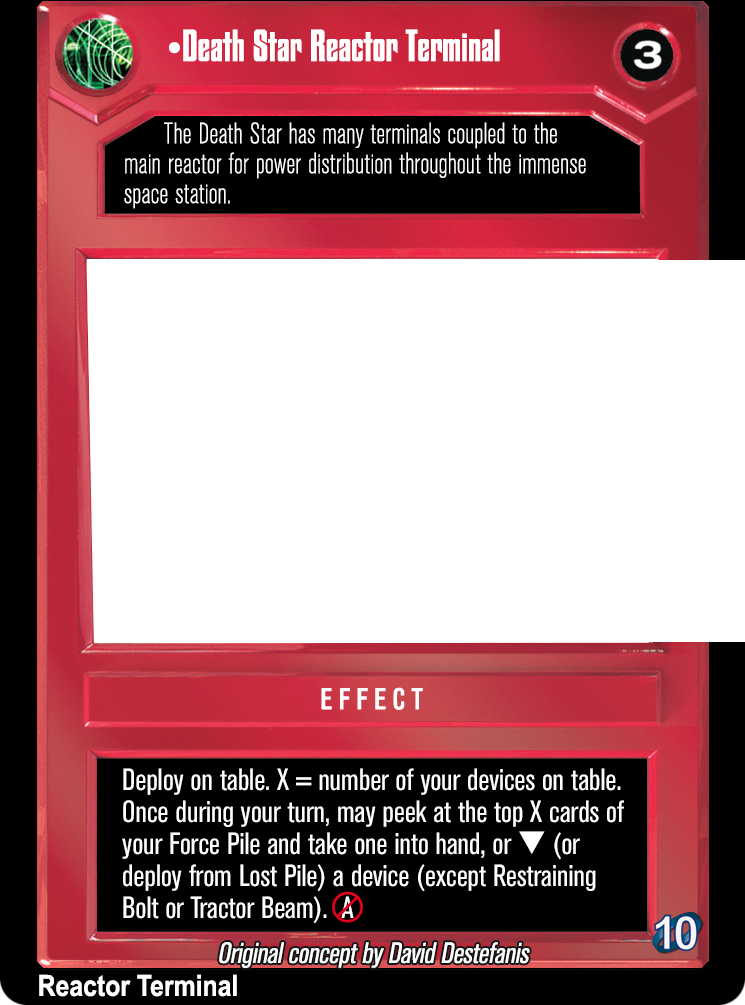 •Death Star Reactor Terminal
3
The Death Star has many terminals coupled to the
main reactor for power distribution throughout the immense
space station.
EFFECT
Deploy on table. X = number of your devices on table.
Once during your turn, may peek at the top X cards of
your Force Pile and take one into hand, or ▼ (or
deploy from Lost Pile) a device (except Restraining
Bolt or Tractor Beam). A
10
Original concept by David Destefanis
Reactor Terminal